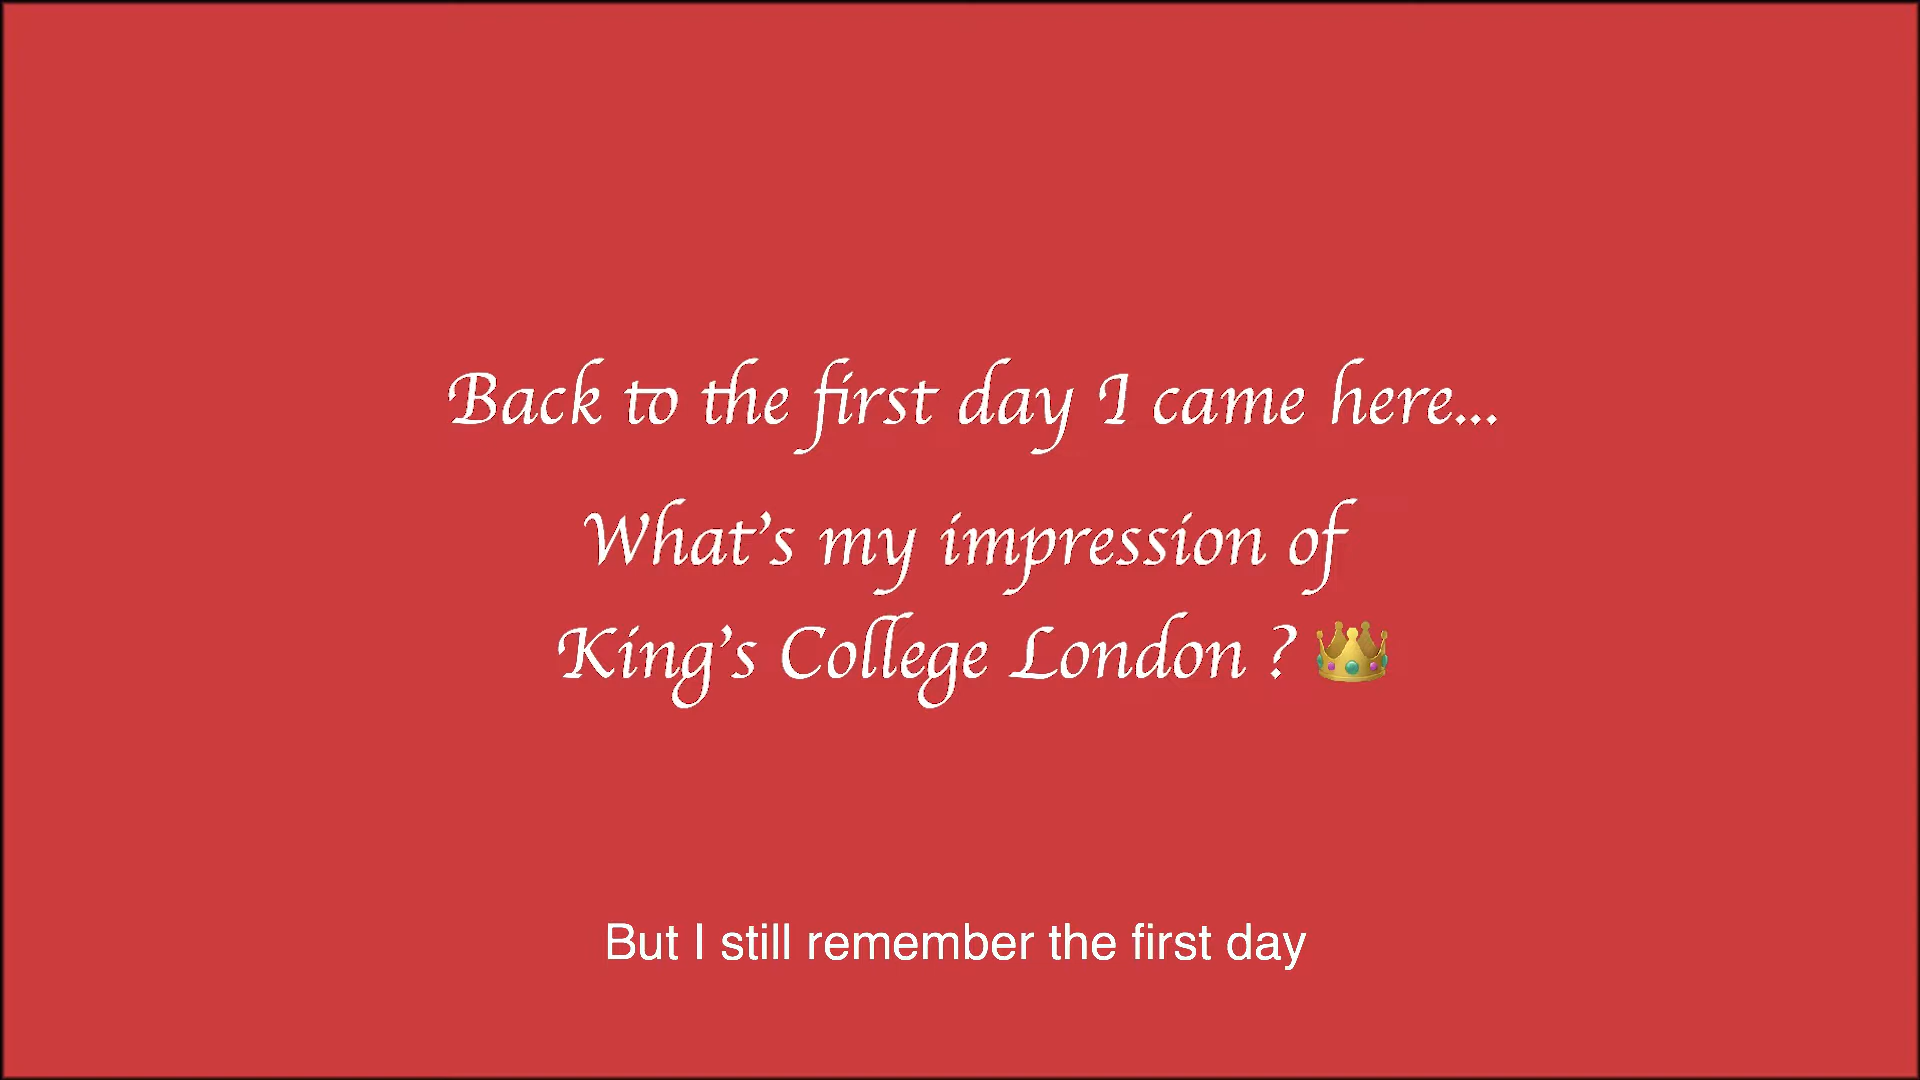 Back to the first day I came here...
What's my impression of
King's College London ? 👑
But I still remember the first day